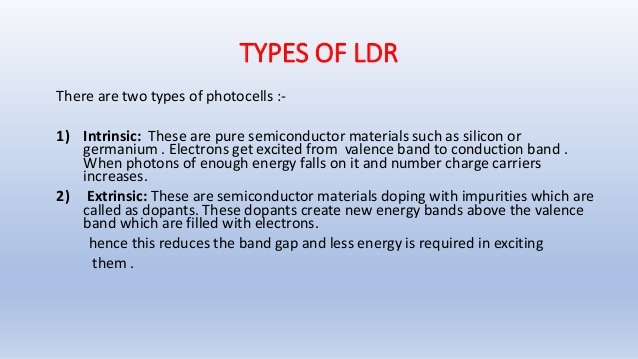 TYPES OF LDR
There are two types of photocells :-
1) Intrinsic: These are pure semiconductor materials such as silicon or
germanium . Electrons get excited from valence band to conduction band .
When photons of enough energy falls on it and number charge carriers
increases.
2) Extrinsic: These are semiconductor materials doping with impurities which are
called as dopants. These dopants create new energy bands above the valence
band which are filled with electrons.
hence this reduces the band gap and less energy is required in exciting
them .